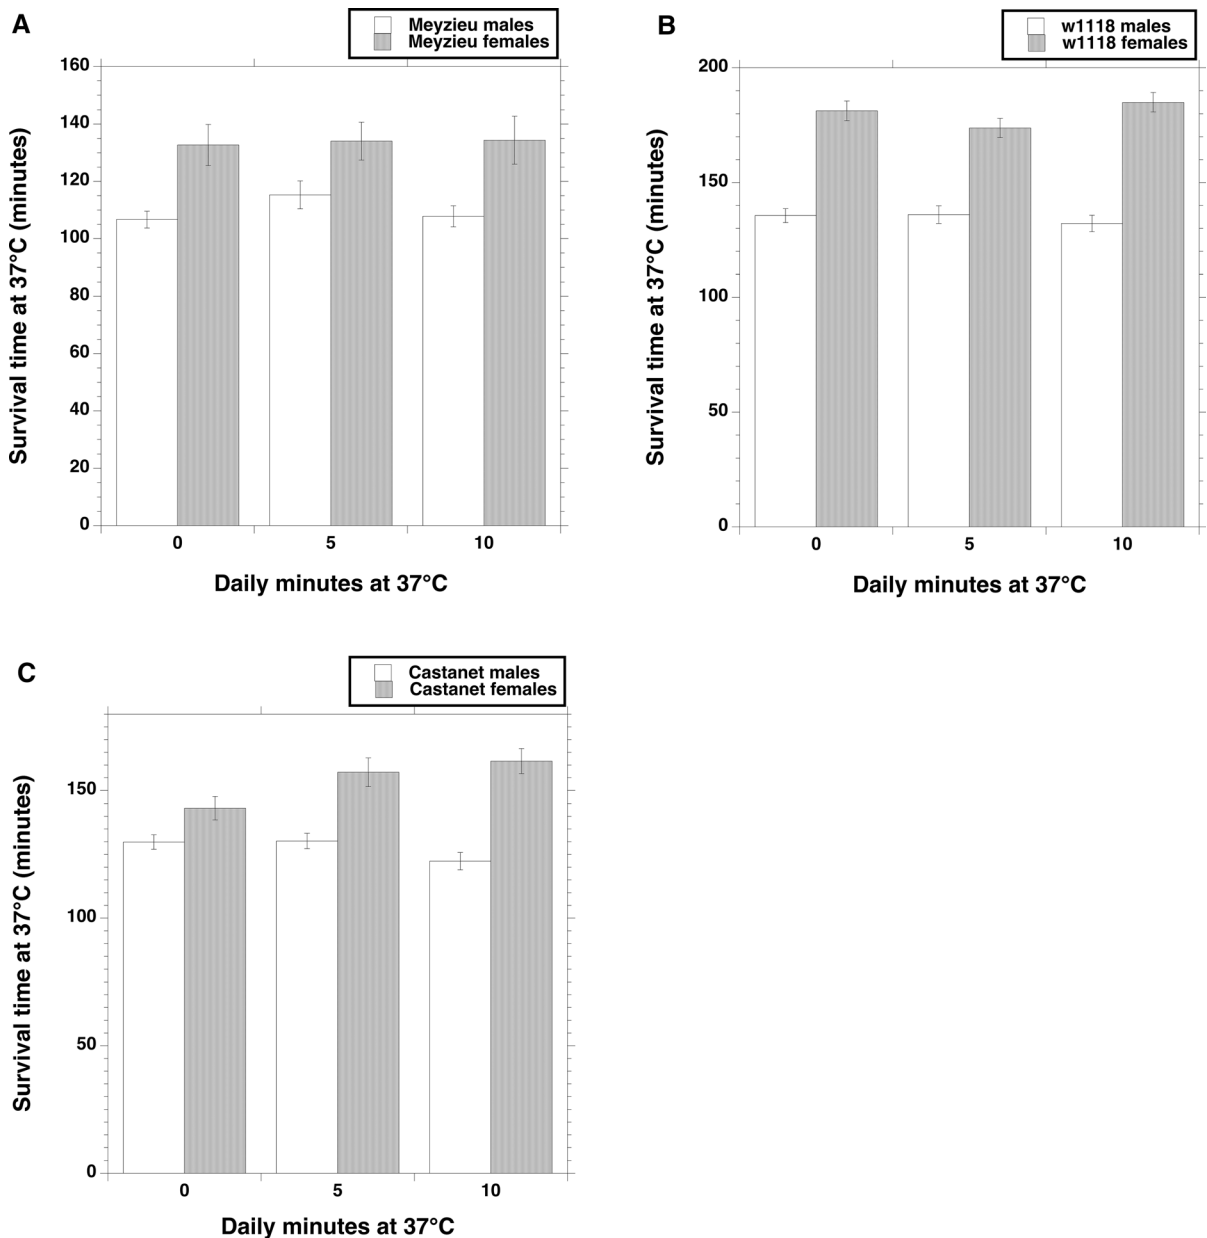 A
Meyzieu males
Meyzieu females
160
140
120
100
80
60
40
20
0
Survival time at 37°C (minutes)
0 5 10
Daily minutes at 37°C
B
w1118 males
w1118 females
200
150
100
50
0
Survival time at 37°C (minutes)
0 5 10
Daily minutes at 37°C
C
Castanet males
Castanet females
150
100
50
0
Survival time at 37°C (minutes)
0 5 10
Daily minutes at 37°C